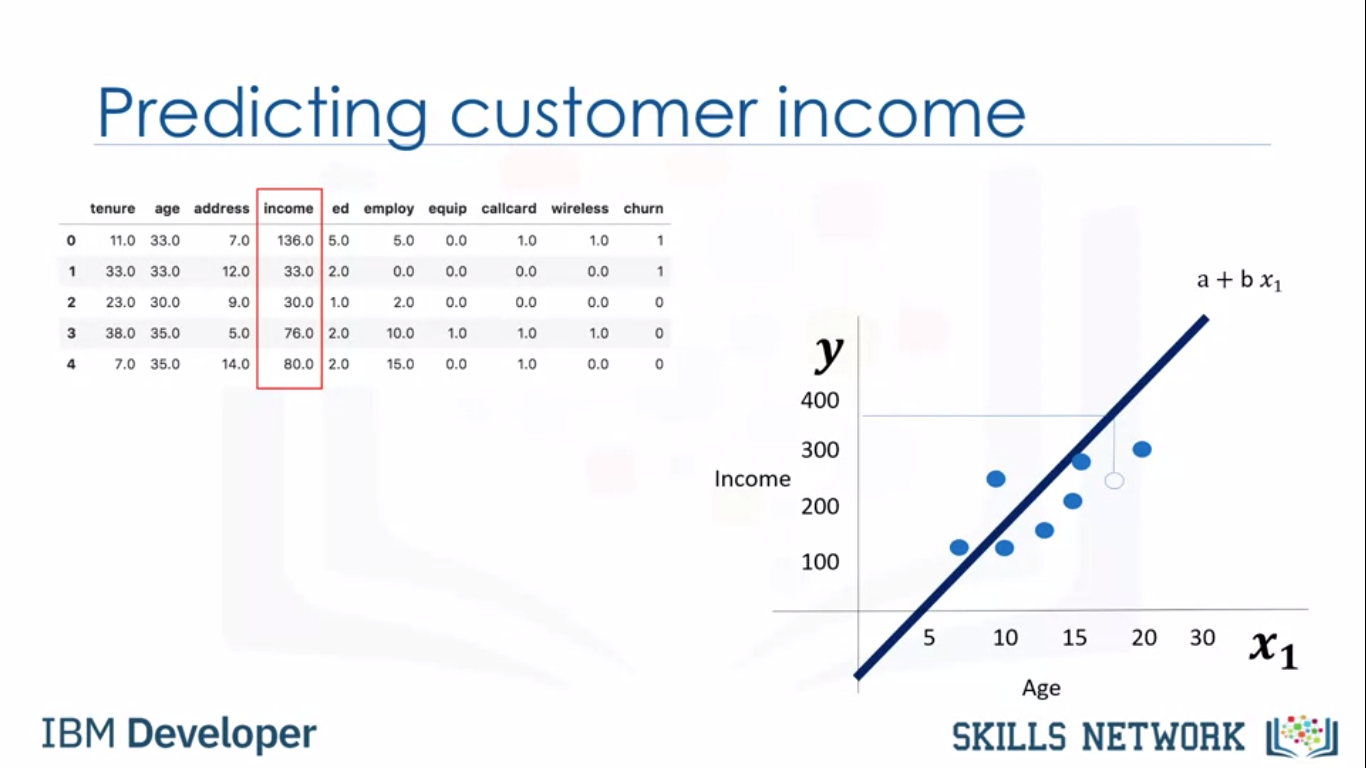 Predicting customer income
tenure age address income ed employ equip callcard wireless churn
0 11.0 33.0 7.0 136.0 5.0 5.0 0.0 1.0 1.0 1
1 33.0 33.0 12.0 33.0 2.0 0.0 0.0 0.0 0.0 1
2 23.0 30.0 9.0 30.0 1.0 2.0 0.0 0.0 0.0 0
3 38.0 35.0 5.0 76.0 2.0 10.0 1.0 1.0 1.0 0
4 7.0 35.0 14.0 80.0 2.0 15.0 0.0 1.0 0.0 0
a + b x₁
y
400
300
Income
200
100
5 10 15 20 30 x₁
Age
IBM Developer
SKILLS NETWORK